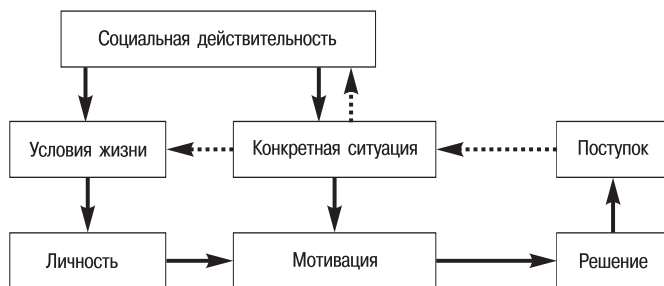 Социальная действительность
Условия жизни
Конкретная ситуация
Поступок
Личность
Мотивация
Решение